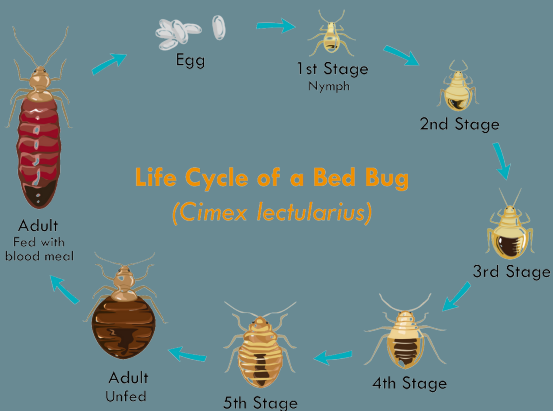 Egg
1st Stage
Nymph
2nd Stage
Life Cycle of a Bed Bug
(Cimex lectularius)
Adult
Fed with
blood meal
3rd Stage
Adult
Unfed
4th Stage
5th Stage